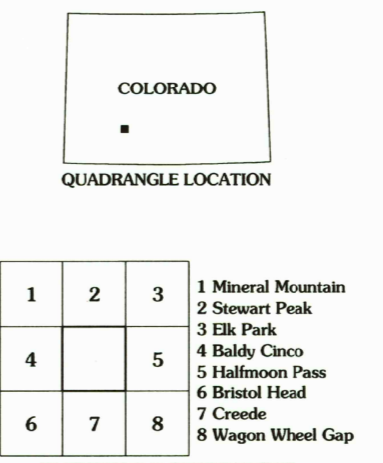 COLORADO
QUADRANGLE LOCATION
1 2 3
4 5
6 7 8
1 Mineral Mountain
2 Stewart Peak
3 Elk Park
4 Baldy Cinco
5 Halfmoon Pass
6 Bristol Head
7 Creede
8 Wagon Wheel Gap